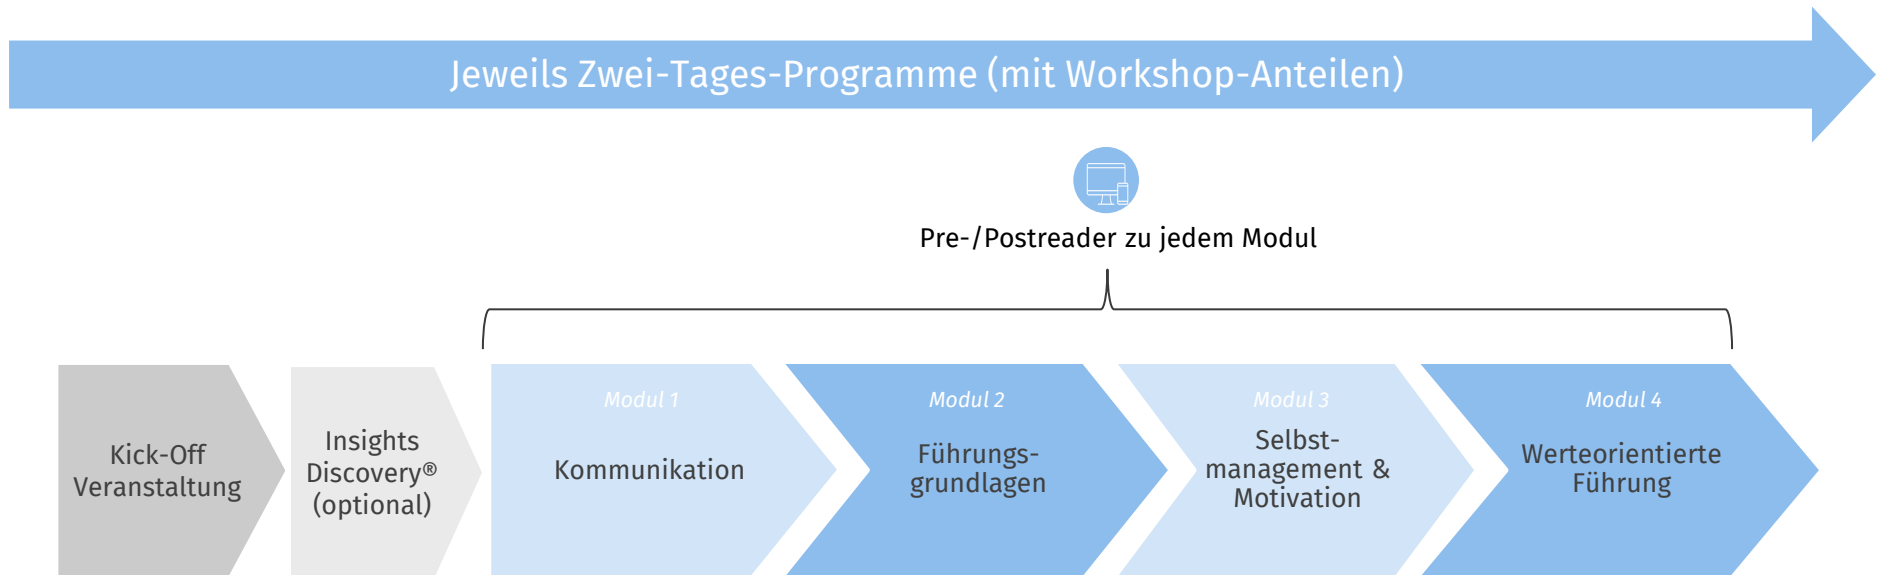 Jeweils Zwei-Tages-Programme (mit Workshop-Anteilen)
Pre-/Postreader zu jedem Modul
Kick-Off
Veranstaltung
Insights
Discovery®
(optional)
Modul 1
Kommunikation
Modul 2
Führungs-
grundlagen
Modul 3
Selbst-
management &
Motivation
Modul 4
Werteorientierte
Führung